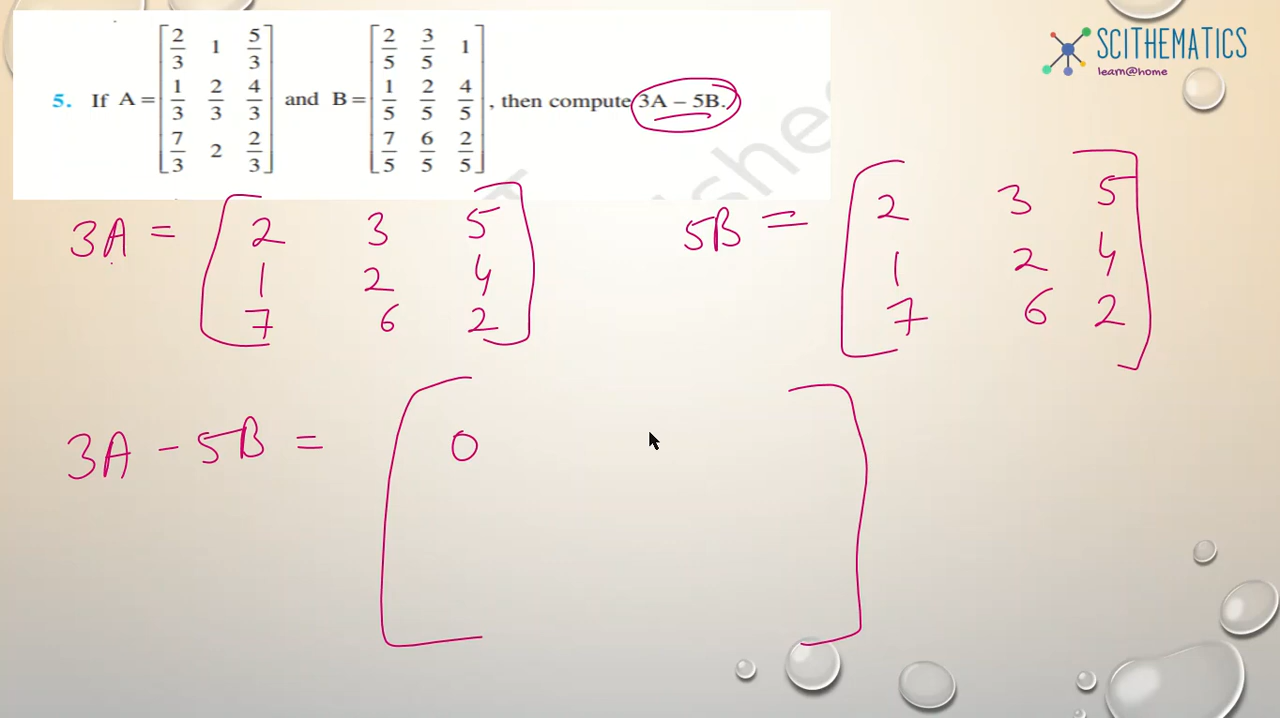 SCITHEMATICS
learn@home
2/3 1 5/3 2/5 3/5 1
5. If A = 1/3 2/3 4/3 and B = 1/5 2/5 4/5 , then compute 3A – 5B.
7/3 2 2/3 7/5 6/5 2/5
3A = 2 3 5 5B = 2 3 5
1 2 4 1 2 4
7 6 2 7 6 2
3A - 5B = 0